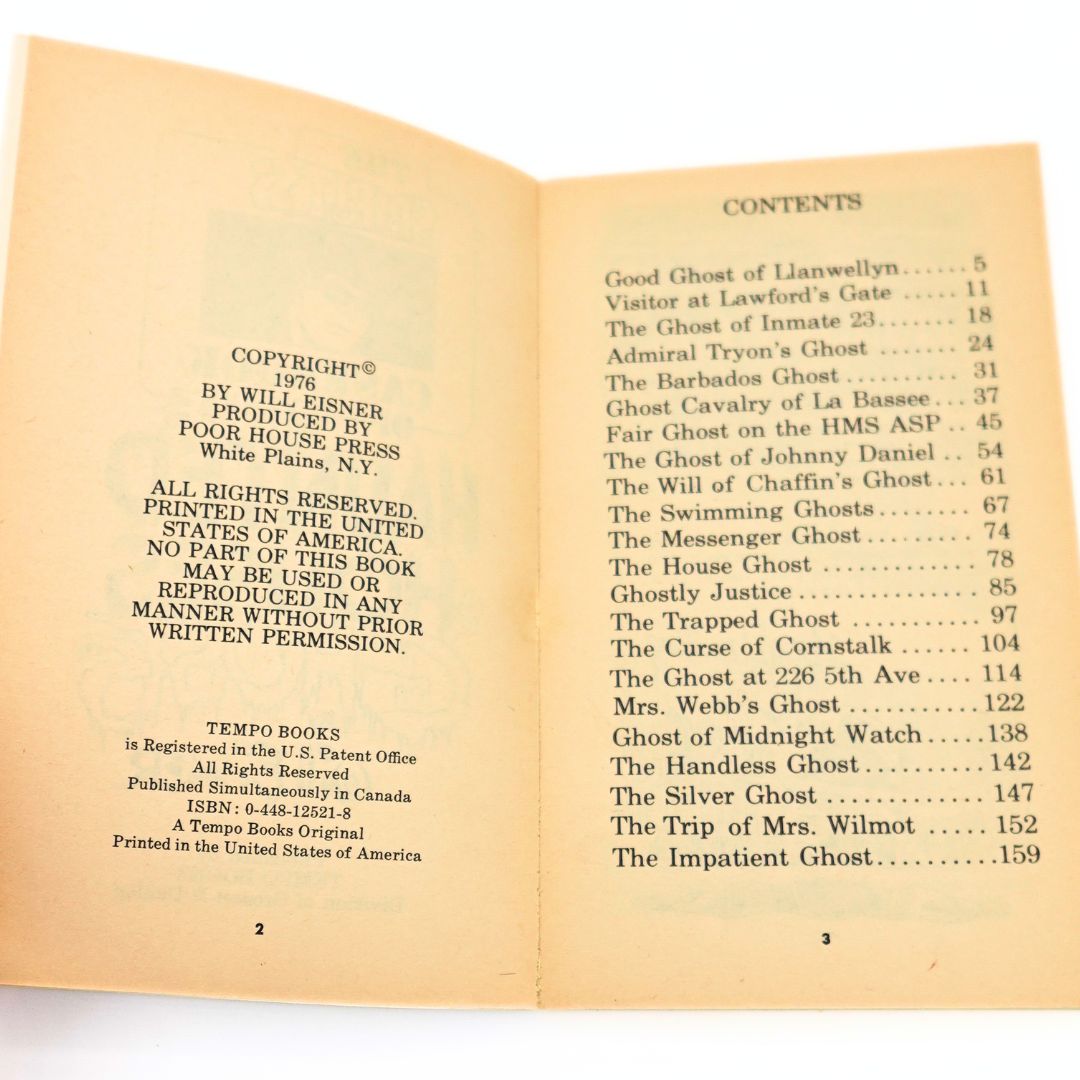 COPYRIGHT©
1976
BY WILL EISNER
PRODUCED BY
POOR HOUSE PRESS
White Plains, N.Y.
ALL RIGHTS RESERVED.
PRINTED IN THE UNITED
STATES OF AMERICA.
NO PART OF THIS BOOK
MAY BE USED OR
REPRODUCED IN ANY
MANNER WITHOUT PRIOR
WRITTEN PERMISSION.
TEMPO BOOKS
is Registered in the U.S. Patent Office
All Rights Reserved
Published Simultaneously in Canada
ISBN: 0-448-12521-8
A Tempo Books Original
Printed in the United States of America
2
CONTENTS
Good Ghost of Llanwellyn...... 5
Visitor at Lawford's Gate ..... 11
The Ghost of Inmate 23....... 18
Admiral Tryon's Ghost ....... 24
The Barbados Ghost.......... 31
Ghost Cavalry of La Bassee... 37
Fair Ghost on the HMS ASP .. 45
The Ghost of Johnny Daniel .. 54
The Will of Chaffin's Ghost... 61
The Swimming Ghosts........ 67
The Messenger Ghost......... 74
The House Ghost ............. 78
Ghostly Justice............... 85
The Trapped Ghost ........... 97
The Curse of Cornstalk ...... 104
The Ghost at 226 5th Ave.... 114
Mrs. Webb's Ghost ........... 122
Ghost of Midnight Watch.....138
The Handless Ghost..........142
The Silver Ghost ............ 147
The Trip of Mrs. Wilmot ..... 152
The Impatient Ghost..........159
3